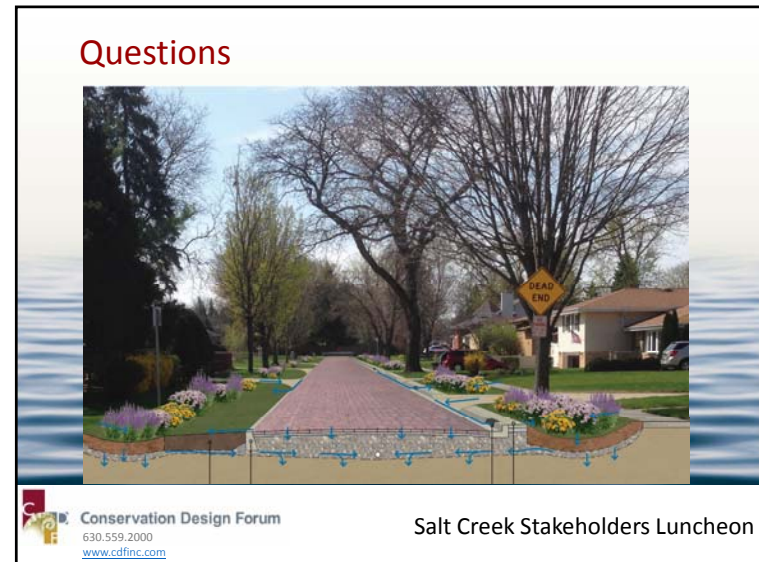 Questions
DEAD
END
Conservation Design Forum
630.559.2000
www.cdfinc.com
Salt Creek Stakeholders Luncheon